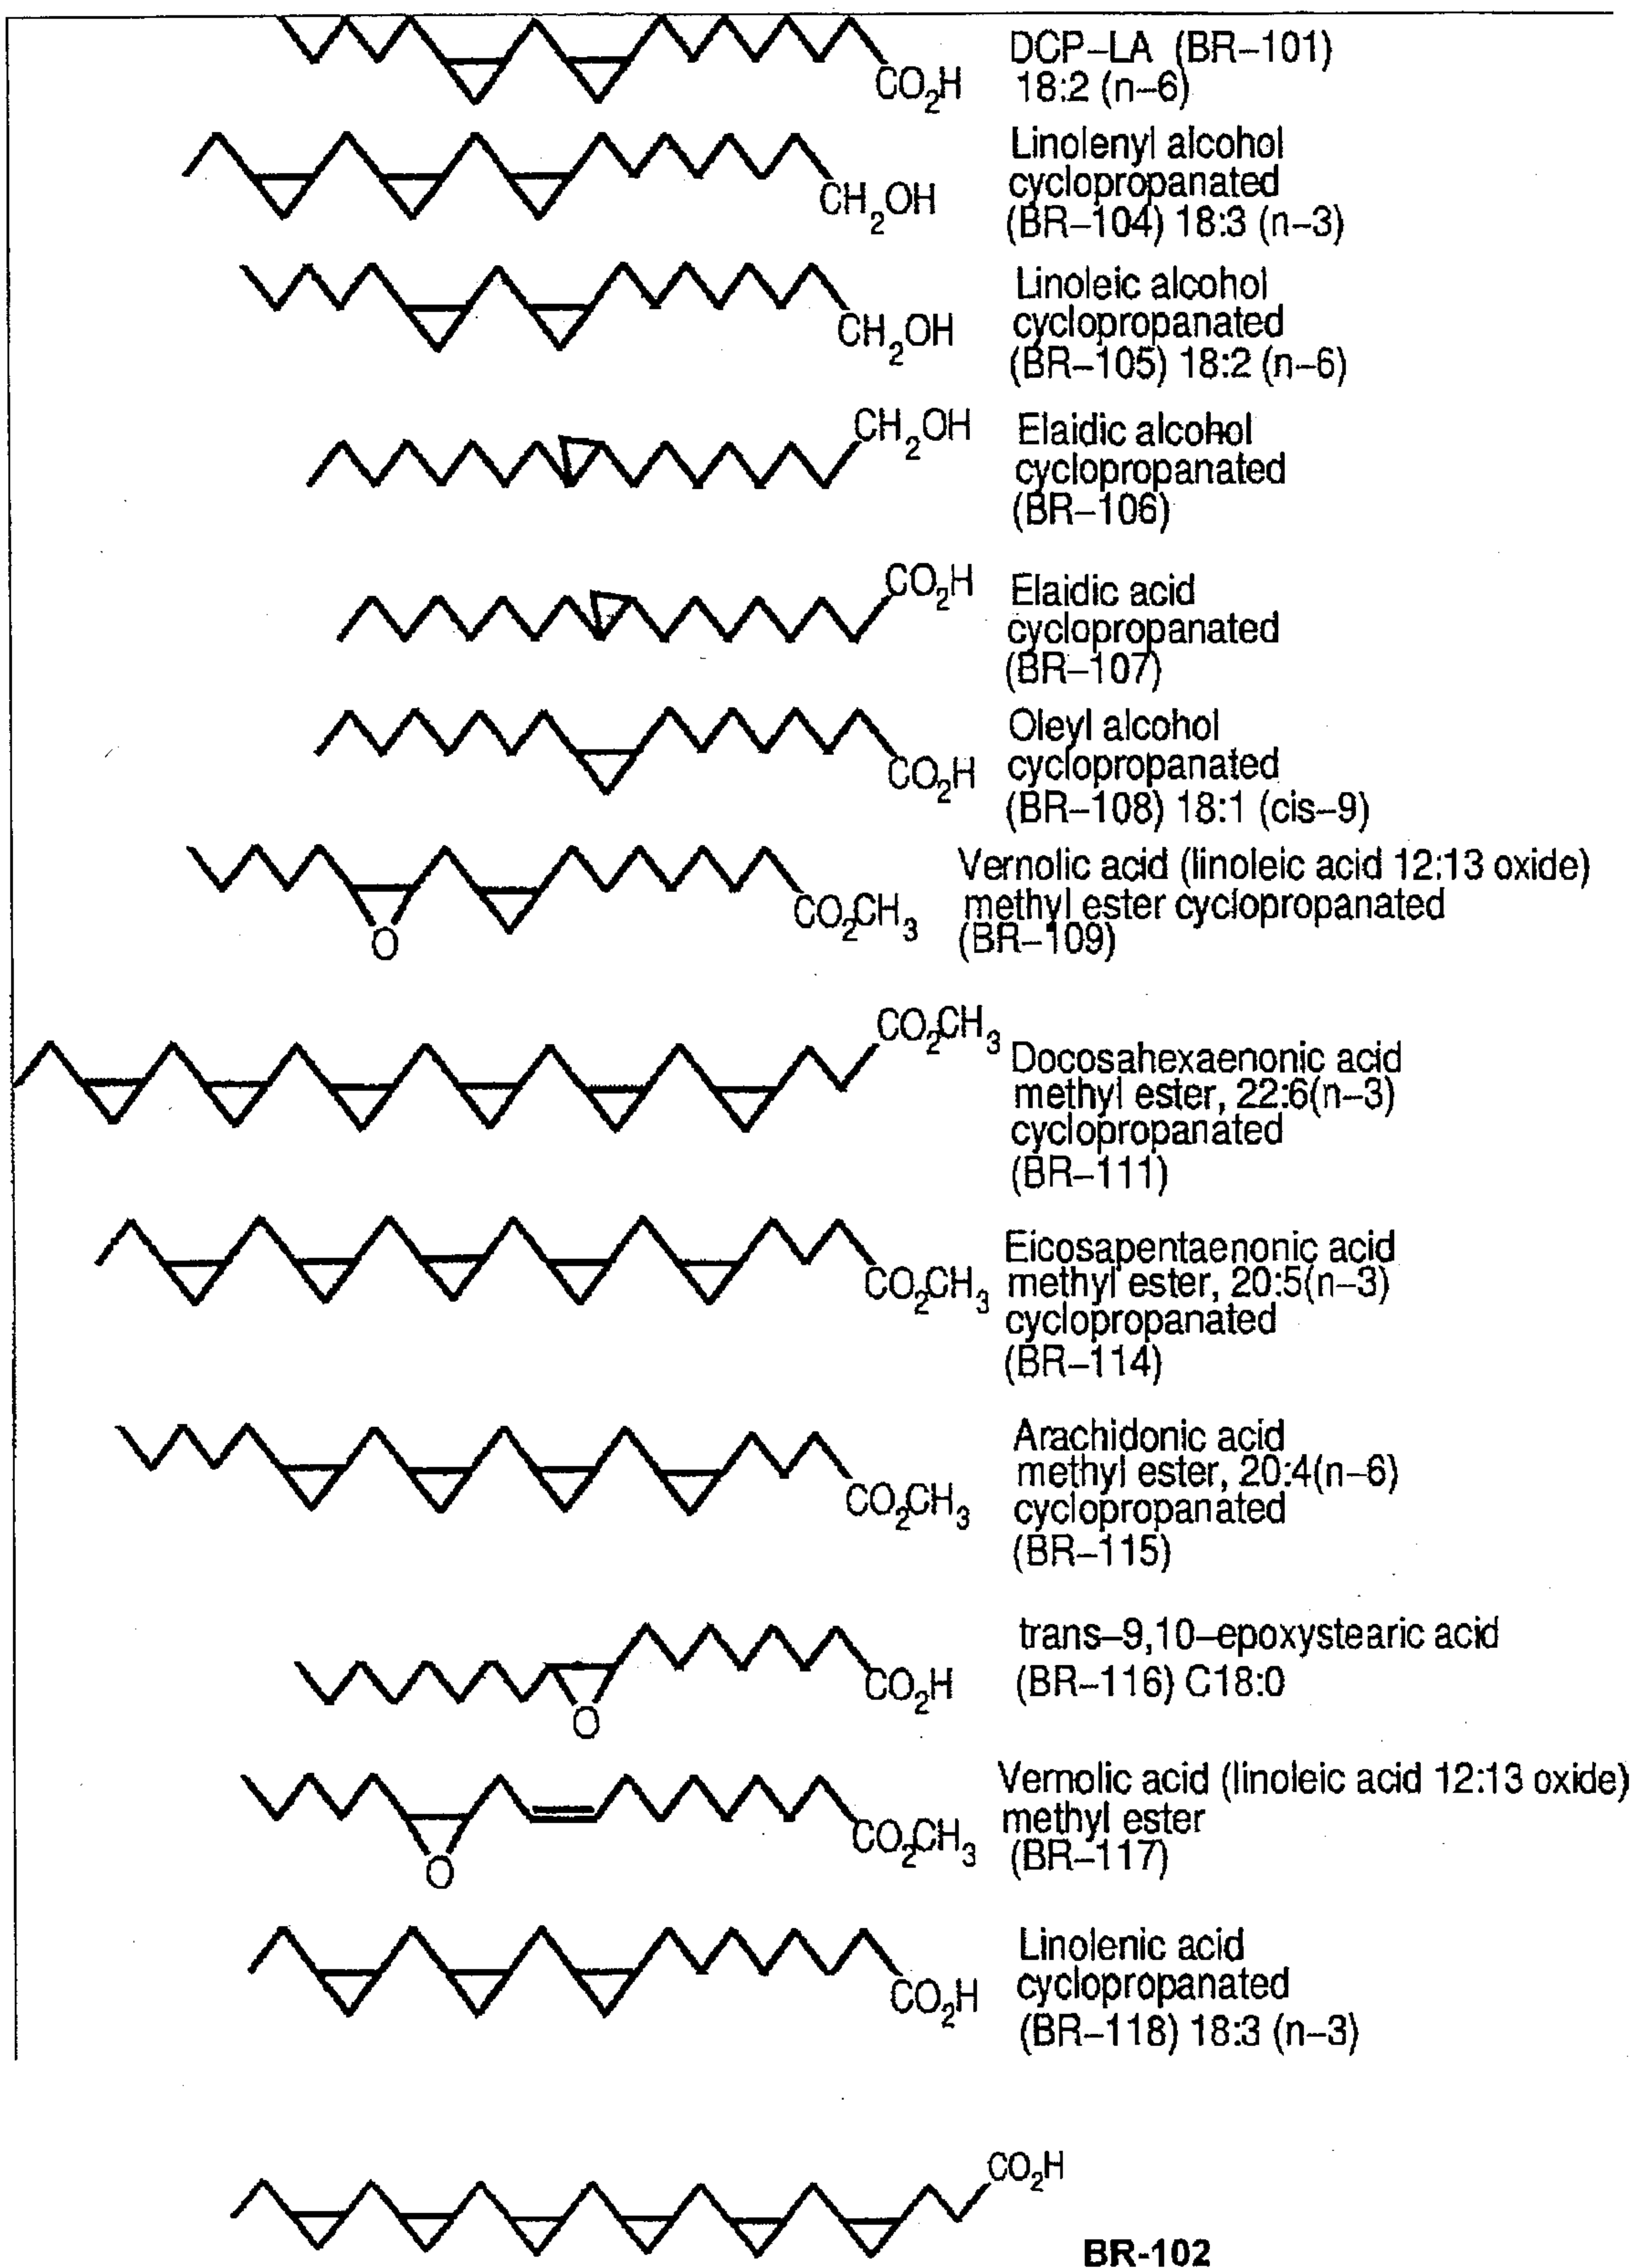 DCP–LA (BR–101)
CO2H 18:2 (n–6)
Linolenyl alcohol
cyclopropanated
CH2OH (BR–104) 18:3 (n–3)
Linoleic alcohol
cyclopropanated
CH2OH (BR–105) 18:2 (n–6)
CH2OH Elaidic alcohol
cyclopropanated
(BR–106)
CO2H Elaidic acid
cyclopropanated
(BR–107)
Oleyl alcohol
CO2H cyclopropanated
(BR–108) 18:1 (cis–9)
Vernolic acid (linoleic acid 12:13 oxide)
CO2CH3 methyl ester cyclopropanated
O (BR–109)
CO2CH3
Docosahexaenonic acid
methyl ester, 22:6(n–3)
cyclopropanated
(BR–111)
Eicosapentaenonic acid
CO2CH3 methyl ester, 20:5(n–3)
cyclopropanated
(BR–114)
Arachidonic acid
methyl ester, 20:4(n–6)
CO2CH3 cyclopropanated
(BR–115)
trans–9,10–epoxystearic acid
CO2H (BR–116) C18:0
O
Vernolic acid (linoleic acid 12:13 oxide)
CO2CH3 methyl ester
O (BR–117)
Linolenic acid
CO2H cyclopropanated
(BR–118) 18:3 (n–3)
CO2H
BR-102